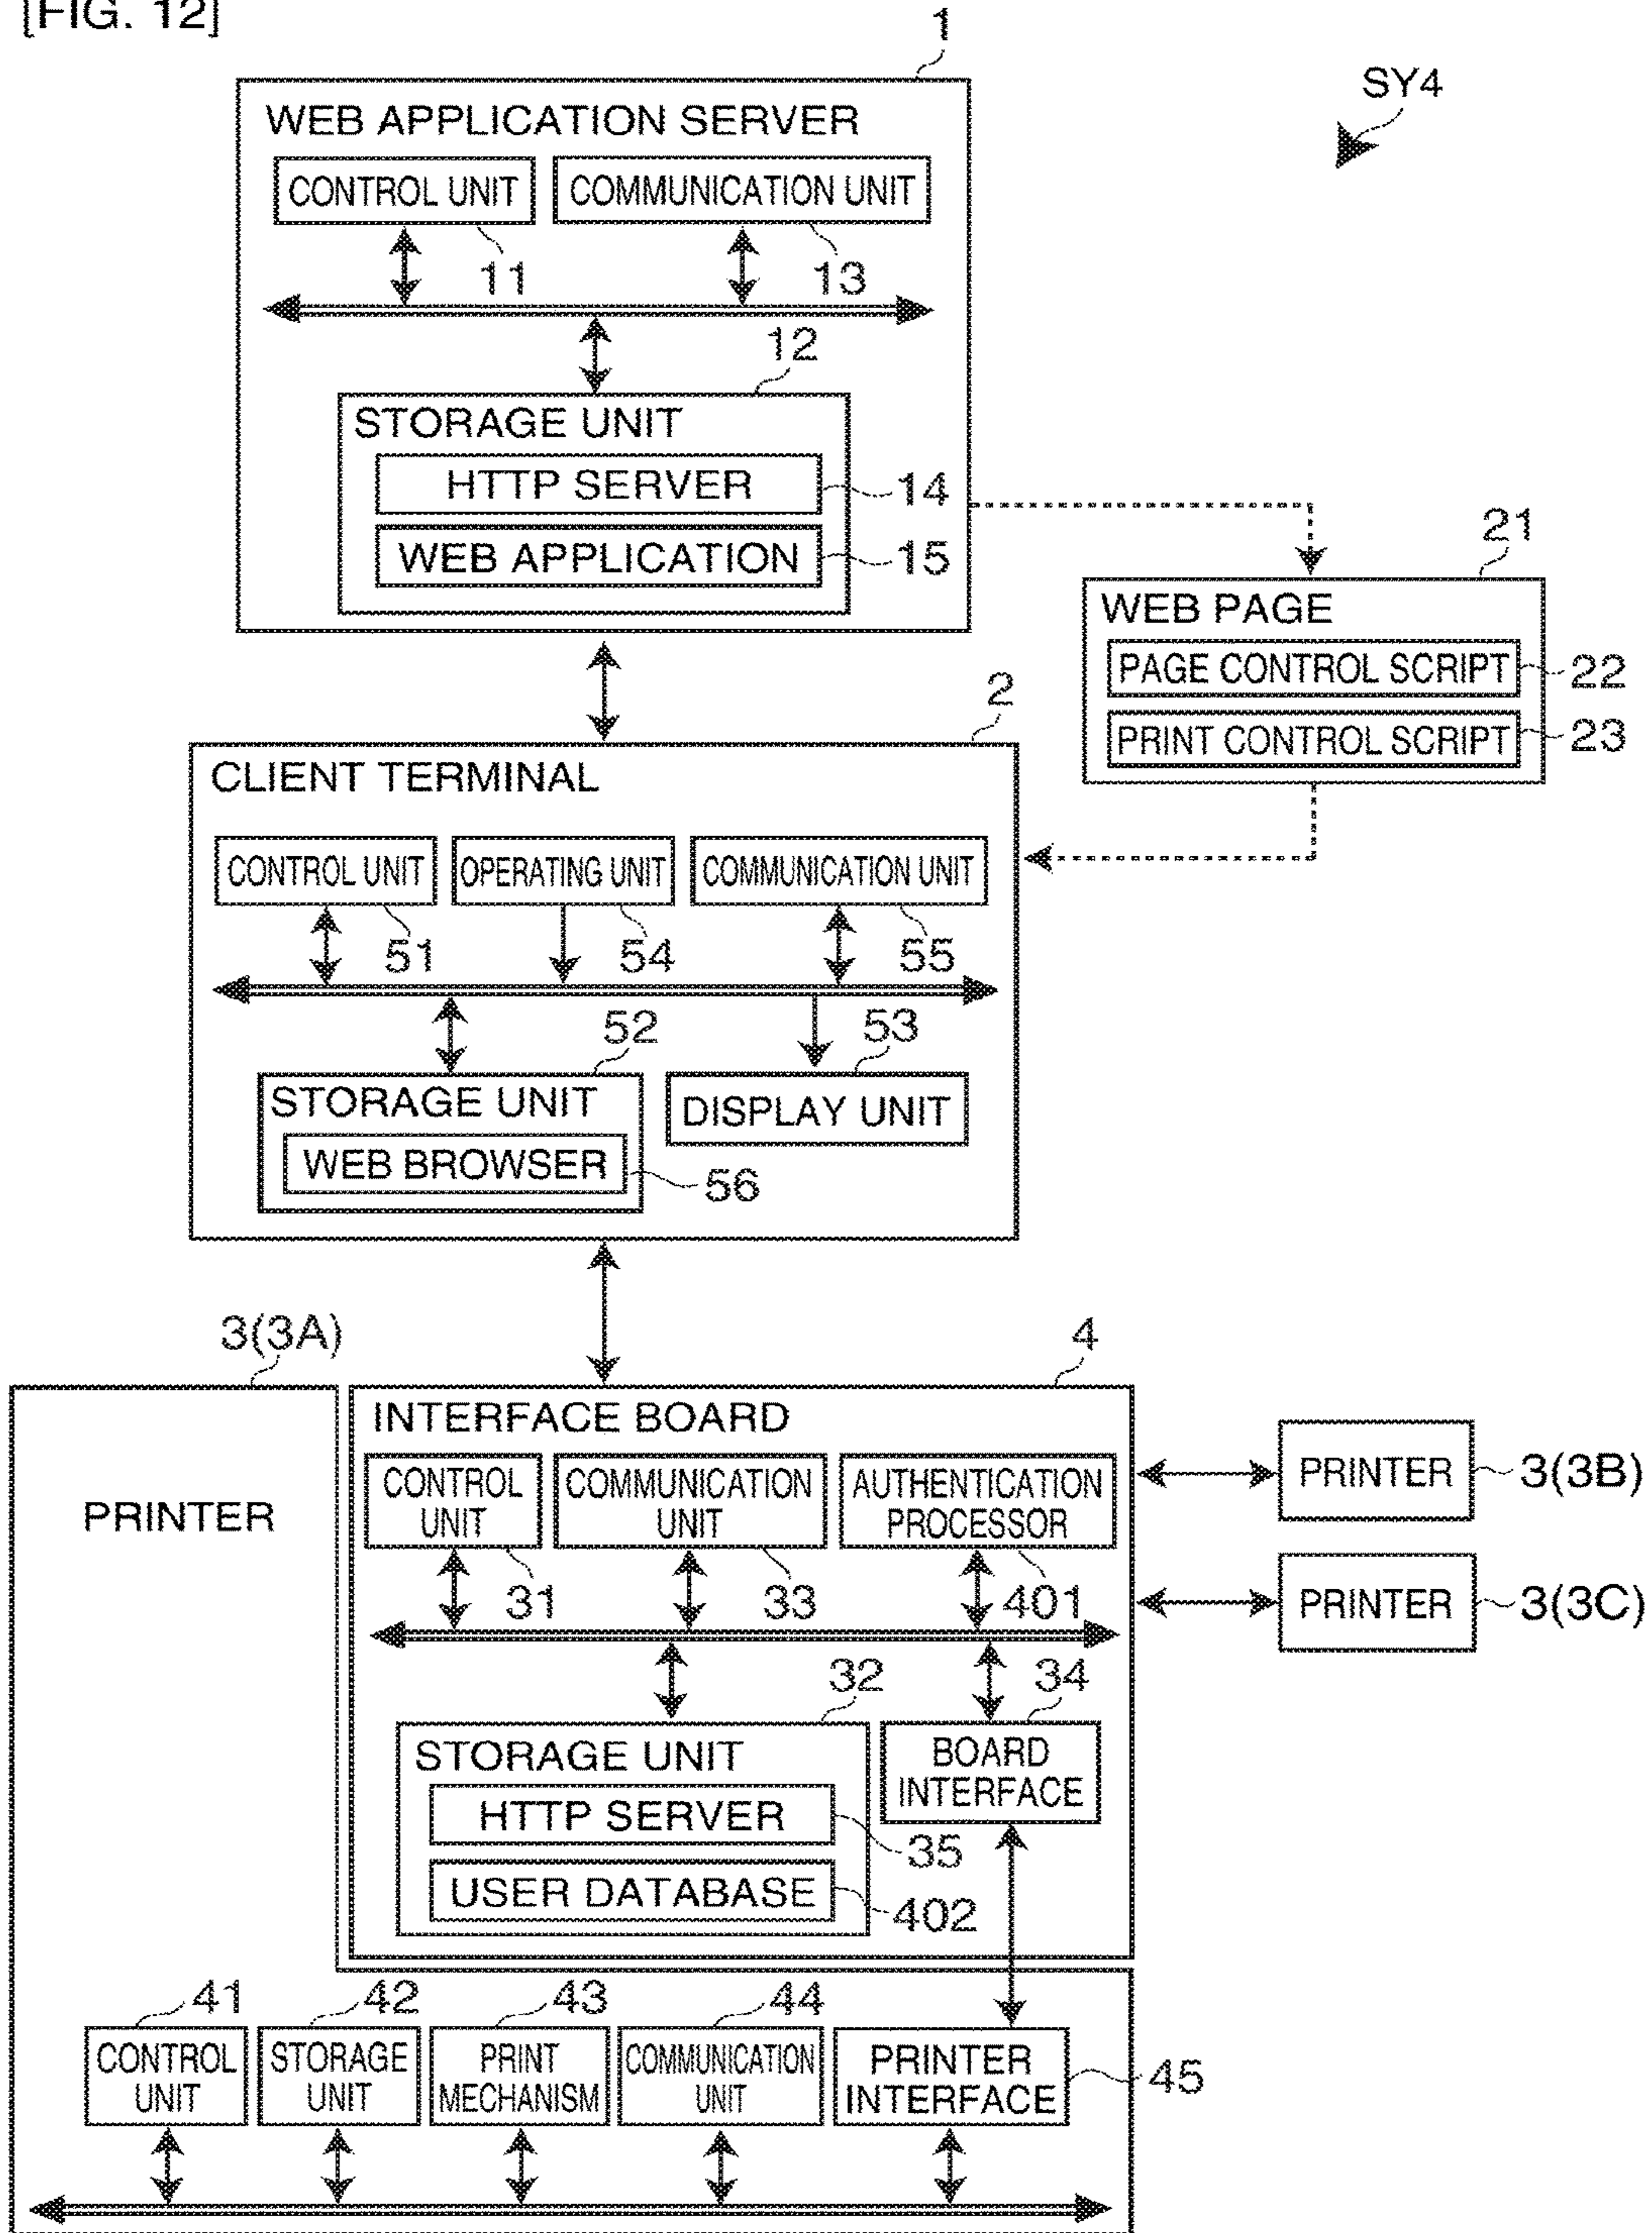 [FIG. 12]
1
SY4
WEB APPLICATION SERVER
CONTROL UNIT
COMMUNICATION UNIT
11
13
12
STORAGE UNIT
HTTP SERVER
14
WEB APPLICATION
15
21
WEB PAGE
PAGE CONTROL SCRIPT
22
PRINT CONTROL SCRIPT
23
2
CLIENT TERMINAL
CONTROL UNIT
OPERATING UNIT
COMMUNICATION UNIT
51
54
55
52
53
STORAGE UNIT
DISPLAY UNIT
WEB BROWSER
56
3(3A)
4
PRINTER
INTERFACE BOARD
CONTROL
UNIT
COMMUNICATION
UNIT
AUTHENTICATION
PROCESSOR
31
33
401
PRINTER
3(3B)
PRINTER
3(3C)
32
34
STORAGE UNIT
HTTP SERVER
35
USER DATABASE
402
BOARD
INTERFACE
41
42
43
44
CONTROL
UNIT
STORAGE
UNIT
PRINT
MECHANISM
COMMUNICATION
UNIT
PRINTER
INTERFACE
45